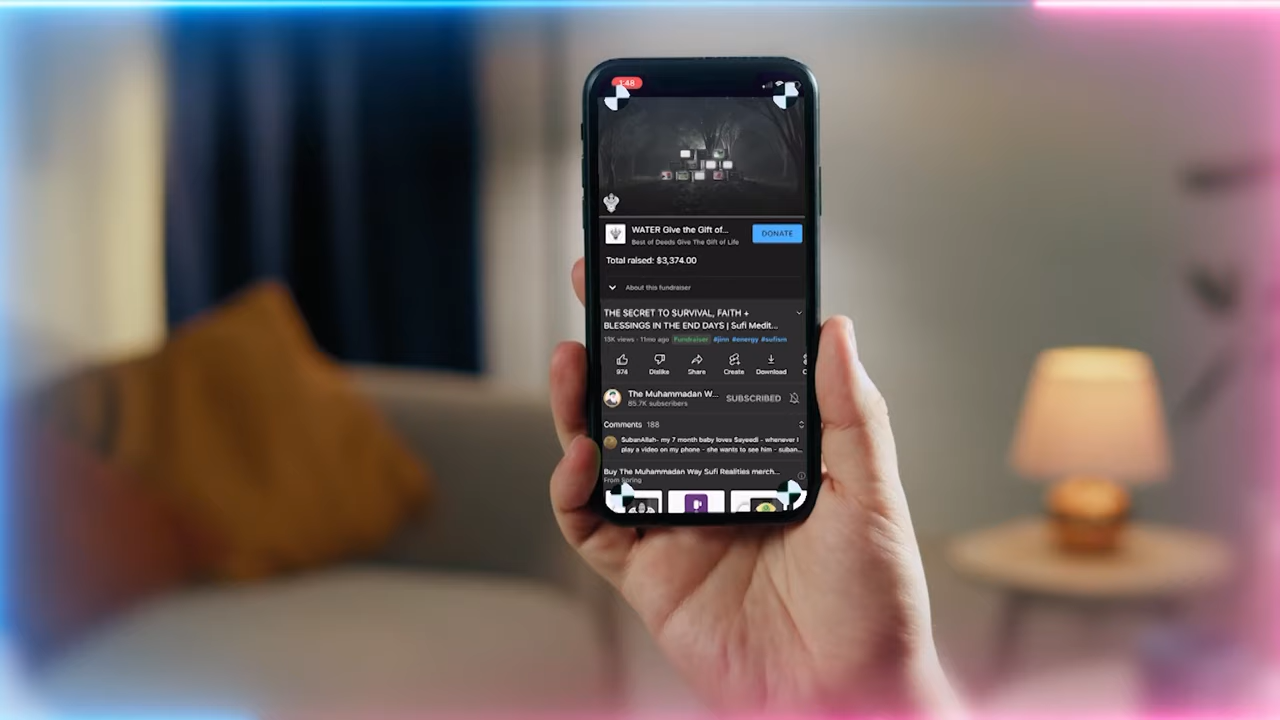 1:48
WATER Give the Gift of...
Best of Deeds Give The Gift of Life
DONATE
Total raised: $3,374.00
About this fundraiser
THE SECRET TO SURVIVAL, FAITH +
BLESSINGS IN THE END DAYS | Sufi Medit...
13K views · 11mo ago Fundraiser #jinn #energy #sufism
974 Dislike Share Create Download
The Muhammadan W...
85.7K subscribers
SUBSCRIBED
Comments 188
SubanAllah- my 7 month baby loves Sayeedi - whenever I
play a video on my phone - she wants to see him - suban...
Buy The Muhammadan Way Sufi Realities merch...
From Spring